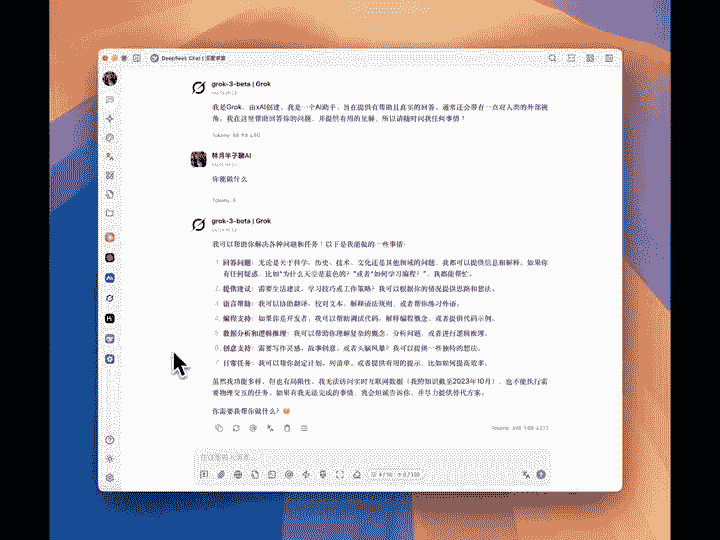 DeepSeek Chat | 深度求索
grok-3-beta | Grok
我是Grok，由xAI创建。我是一个AI助手，旨在提供有帮助且真实的回答，通常还会带有一点对人类的外部视
角。我在这里帮助回答你的问题，并提供有用的见解，所以请随时问我任何事情！
林月半子聊AI
你能做什么
grok-3-beta | Grok
我可以帮助你解决各种问题和任务！以下是我能做的一些事情：
1. 回答问题：无论是关于科学、历史、技术、文化还是其他领域的问题，我都可以提供信息和解释。如果你
有任何疑惑，比如“为什么天空是蓝色的？”或者“如何学习编程？”，我都能帮忙。
2. 提供建议：需要生活建议、学习技巧或工作策略？我可以根据你的情况提供思路和想法。
3. 语言帮助：我可以协助翻译、校对文本、解释语法规则，或者帮你练习外语。
4. 编程支持：如果你是开发者，我可以帮助调试代码、解释编程概念，或者提供代码示例。
5. 数据分析和逻辑推理：我可以帮助你理解复杂的概念、分析问题，或者进行逻辑推理。
6. 创意支持：需要写作灵感、故事创意，或者头脑风暴？我可以提供一些独特的想法。
7. 日常任务：我可以帮你制定计划、列清单，或者提供有用的提示，比如如何提高效率。
虽然我功能多样，但也有局限性。我无法访问实时互联网数据（我的知识截至2023年10月），也不能执行需
要物理交互的任务。如果有我无法完成的事情，我会坦诚告诉你，并尽力提供替代方案。
你需要我帮你做什么？